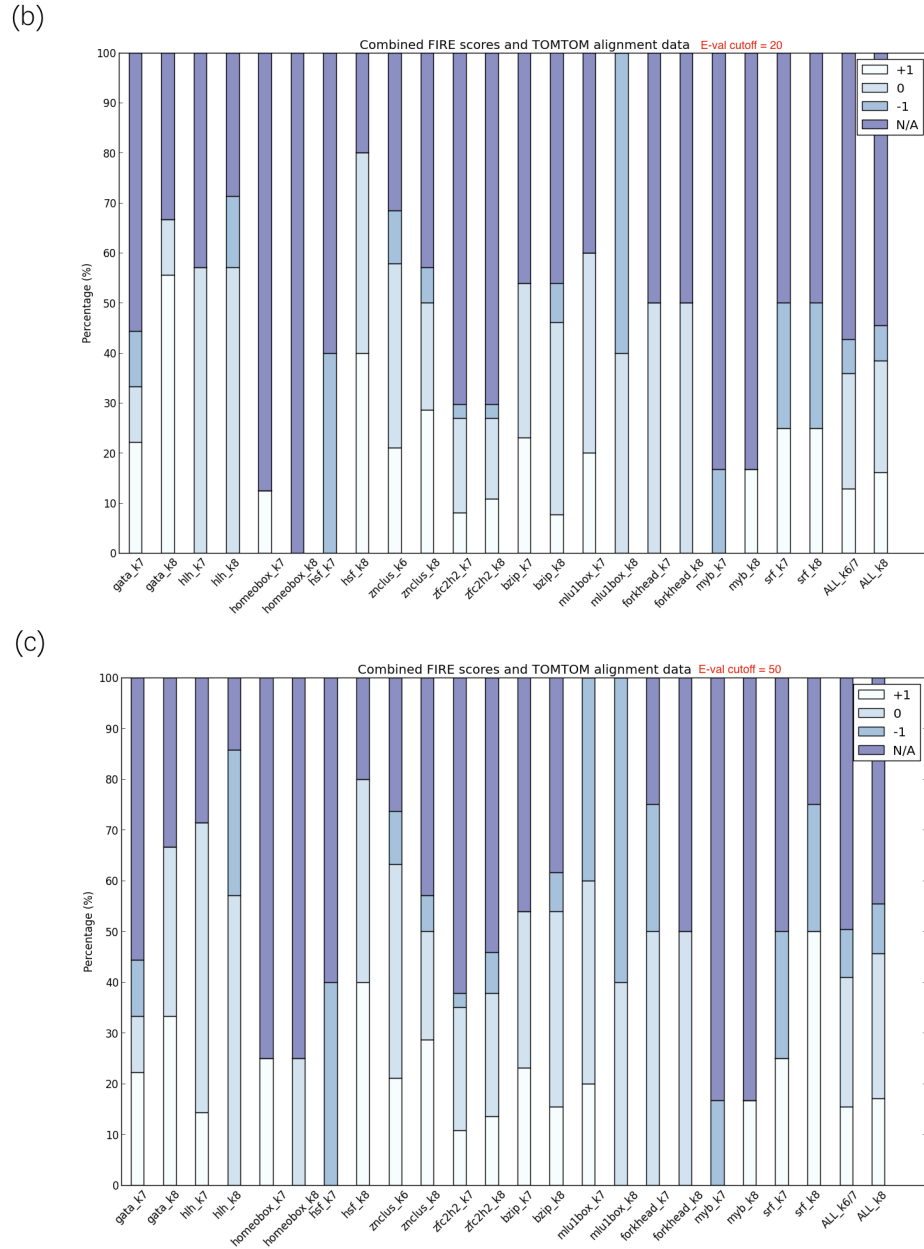 (b)
Combined FIRE scores and TOMTOM alignment data E-val cutoff = 20
+1
0
-1
N/A
100
90
80
70
60
50
40
30
20
10
0
Percentage (%)
gata_k7
gata_k8
hlh_k7
hlh_k8
homeobox_k7
homeobox_k8
hsf_k7
hsf_k8
znclus_k6
znclus_k8
zfc2h2_k7
zfc2h2_k8
bzip_k7
bzip_k8
mlu1box_k7
mlu1box_k8
forkhead_k7
forkhead_k8
myb_k7
myb_k8
srf_k7
srf_k8
ALL_k6/7
ALL_k8
(c)
Combined FIRE scores and TOMTOM alignment data E-val cutoff = 50
+1
0
-1
N/A
100
90
80
70
60
50
40
30
20
10
0
Percentage (%)
gata_k7
gata_k8
hlh_k7
hlh_k8
homeobox_k7
homeobox_k8
hsf_k7
hsf_k8
znclus_k6
znclus_k8
zfc2h2_k7
zfc2h2_k8
bzip_k7
bzip_k8
mlu1box_k7
mlu1box_k8
forkhead_k7
forkhead_k8
myb_k7
myb_k8
srf_k7
srf_k8
ALL_k6/7
ALL_k8